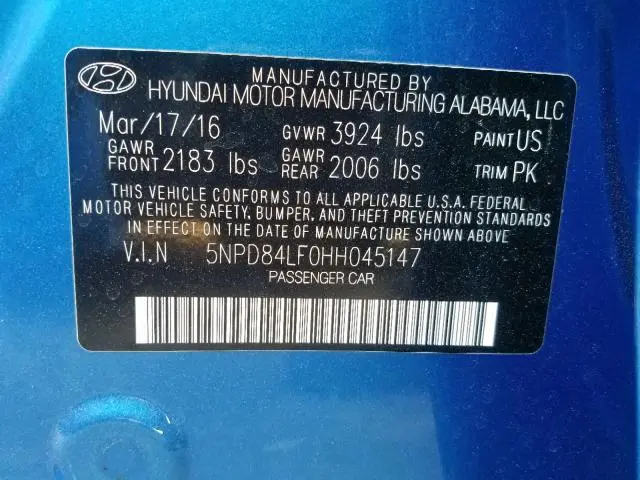 MANUFACTURED BY
HYUNDAI MOTOR MANUFACTURING ALABAMA, LLC
Mar/17/16 GVWR 3924 lbs PAINT US
GAWR FRONT 2183 lbs GAWR REAR 2006 lbs TRIM PK
THIS VEHICLE CONFORMS TO ALL APPLICABLE U.S.A. FEDERAL
MOTOR VEHICLE SAFETY, BUMPER, AND THEFT PREVENTION STANDARDS
IN EFFECT ON THE DATE OF MANUFACTURE SHOWN ABOVE.
V.I.N 5NPD84LF0HH045147
PASSENGER CAR